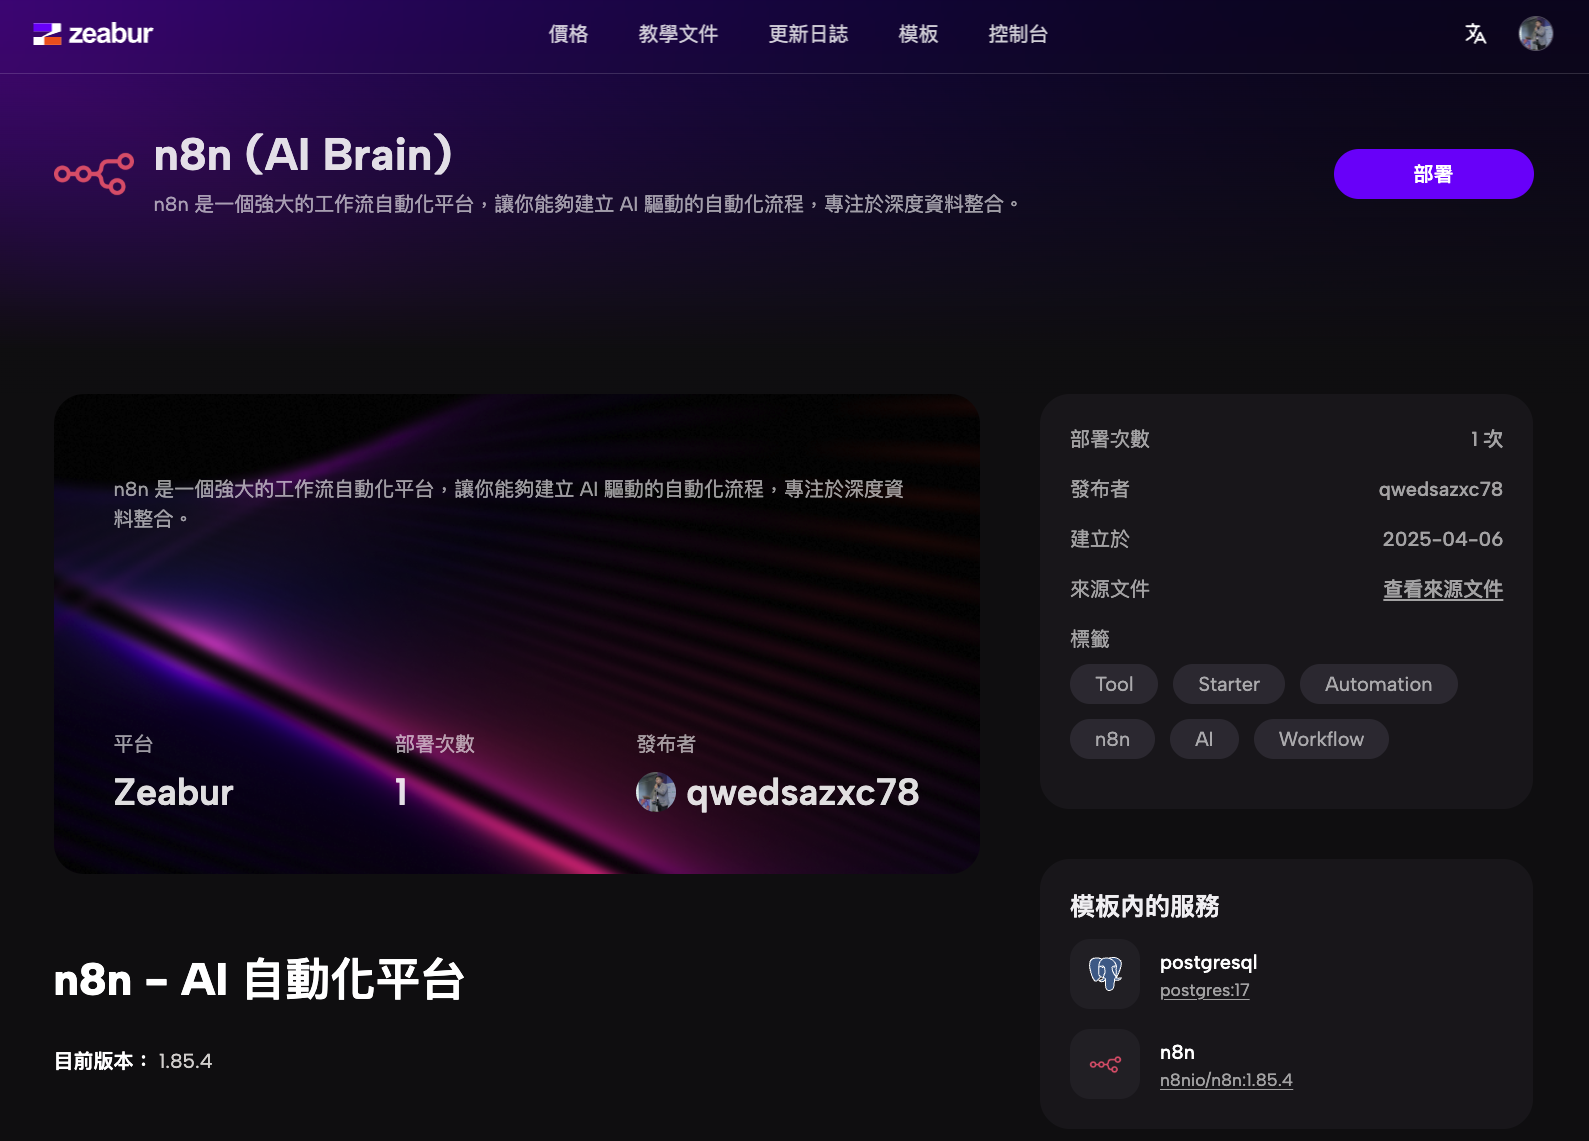 zeabur
價格 教學文件 更新日誌 模板 控制台
n8n (AI Brain)
n8n 是一個強大的工作流自動化平台，讓你能夠建立 AI 驅動的自動化流程，專注於深度資料整合。
部署
n8n 是一個強大的工作流自動化平台，讓你能夠建立 AI 驅動的自動化流程，專注於深度資
料整合。
平台 部署次數 發布者
Zeabur 1 qwedsazxc78
部署次數 1 次
發布者 qwedsazxc78
建立於 2025-04-06
來源文件 查看來源文件
標籤
Tool Starter Automation
n8n AI Workflow
模板內的服務
postgresql
postgres:17
n8n
n8nio/n8n:1.85.4
n8n - AI 自動化平台
目前版本： 1.85.4